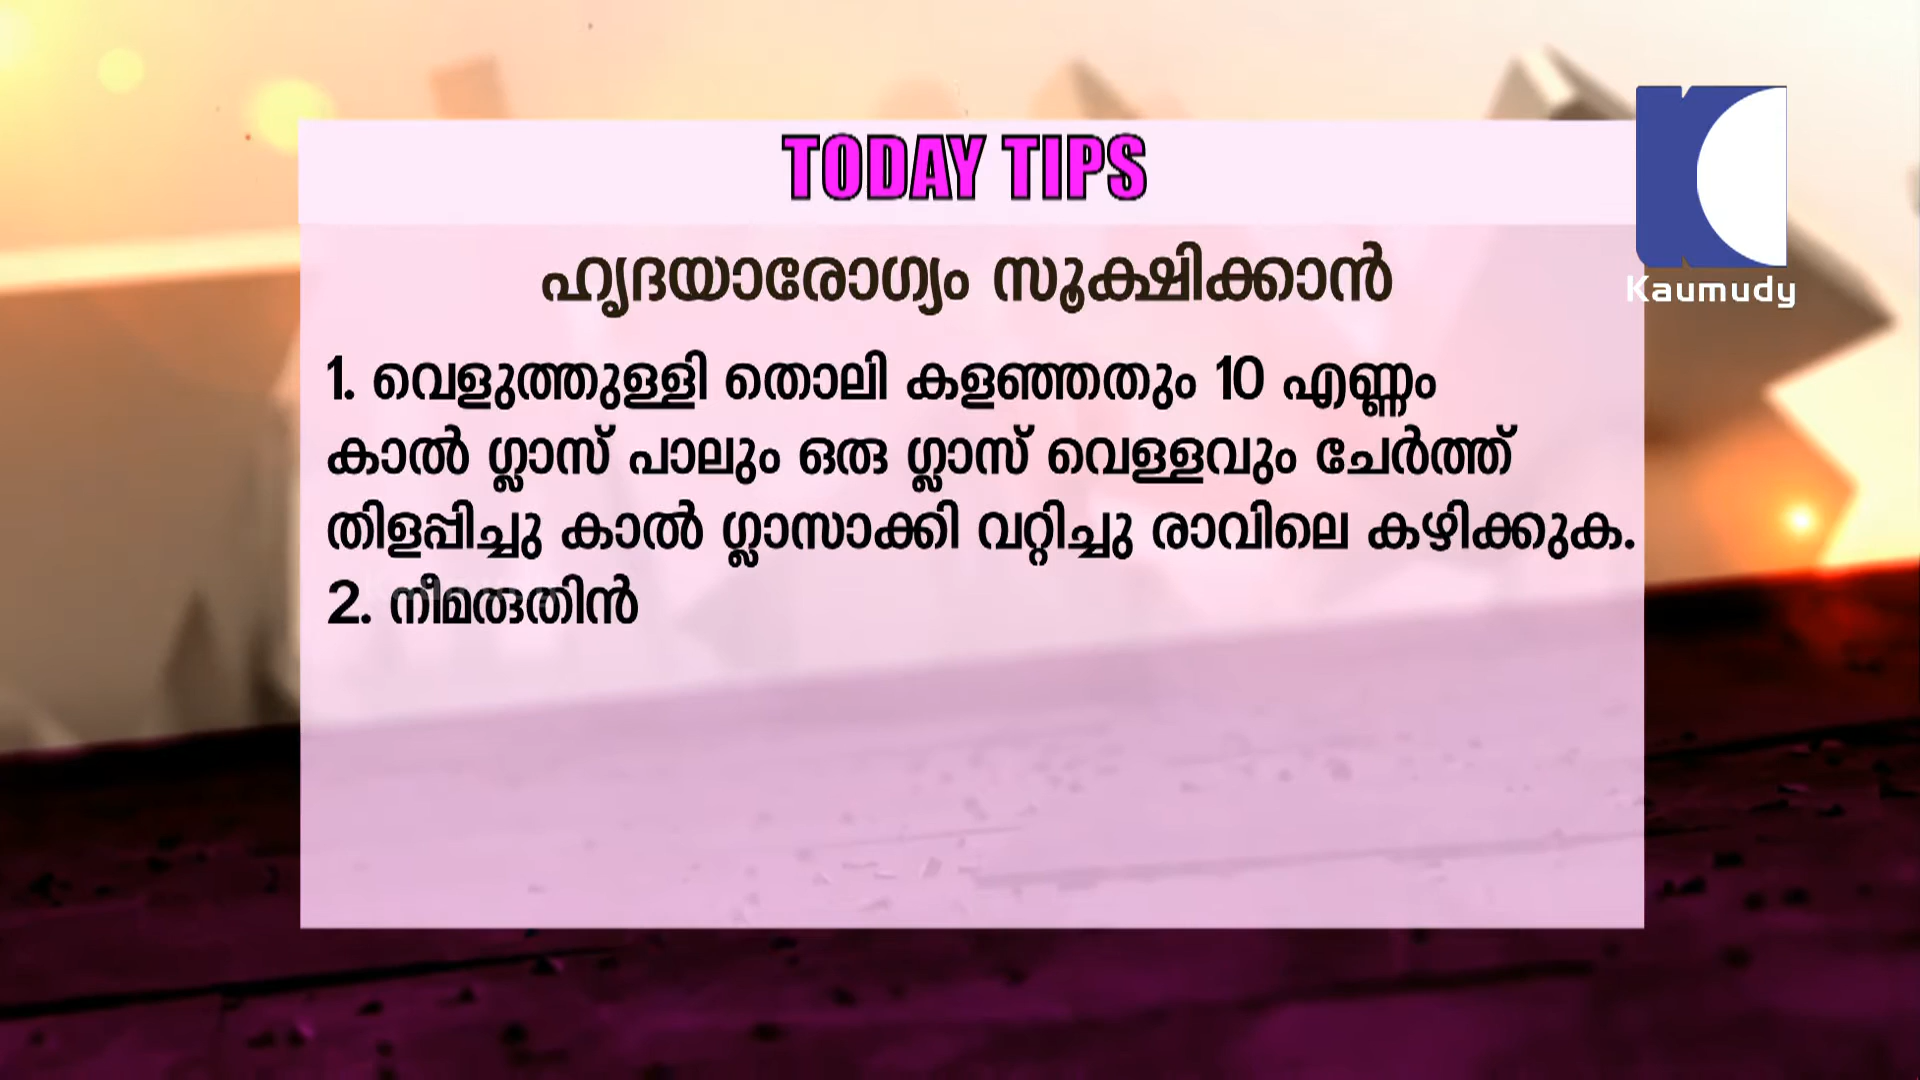 TODAY TIPS
Kaumudy
ഹൃദയാരോഗ്യം സൂക്ഷിക്കാൻ
1. വെളുത്തുള്ളി തൊലി കളഞ്ഞതും 10 എണ്ണം
കാൽ ഗ്ലാസ് പാലും ഒരു ഗ്ലാസ് വെള്ളവും ചേർത്ത്
തിളപ്പിച്ചു കാൽ ഗ്ലാസാക്കി വറ്റിച്ചു രാവിലെ കഴിക്കുക.
2. നീമരുതിൻ